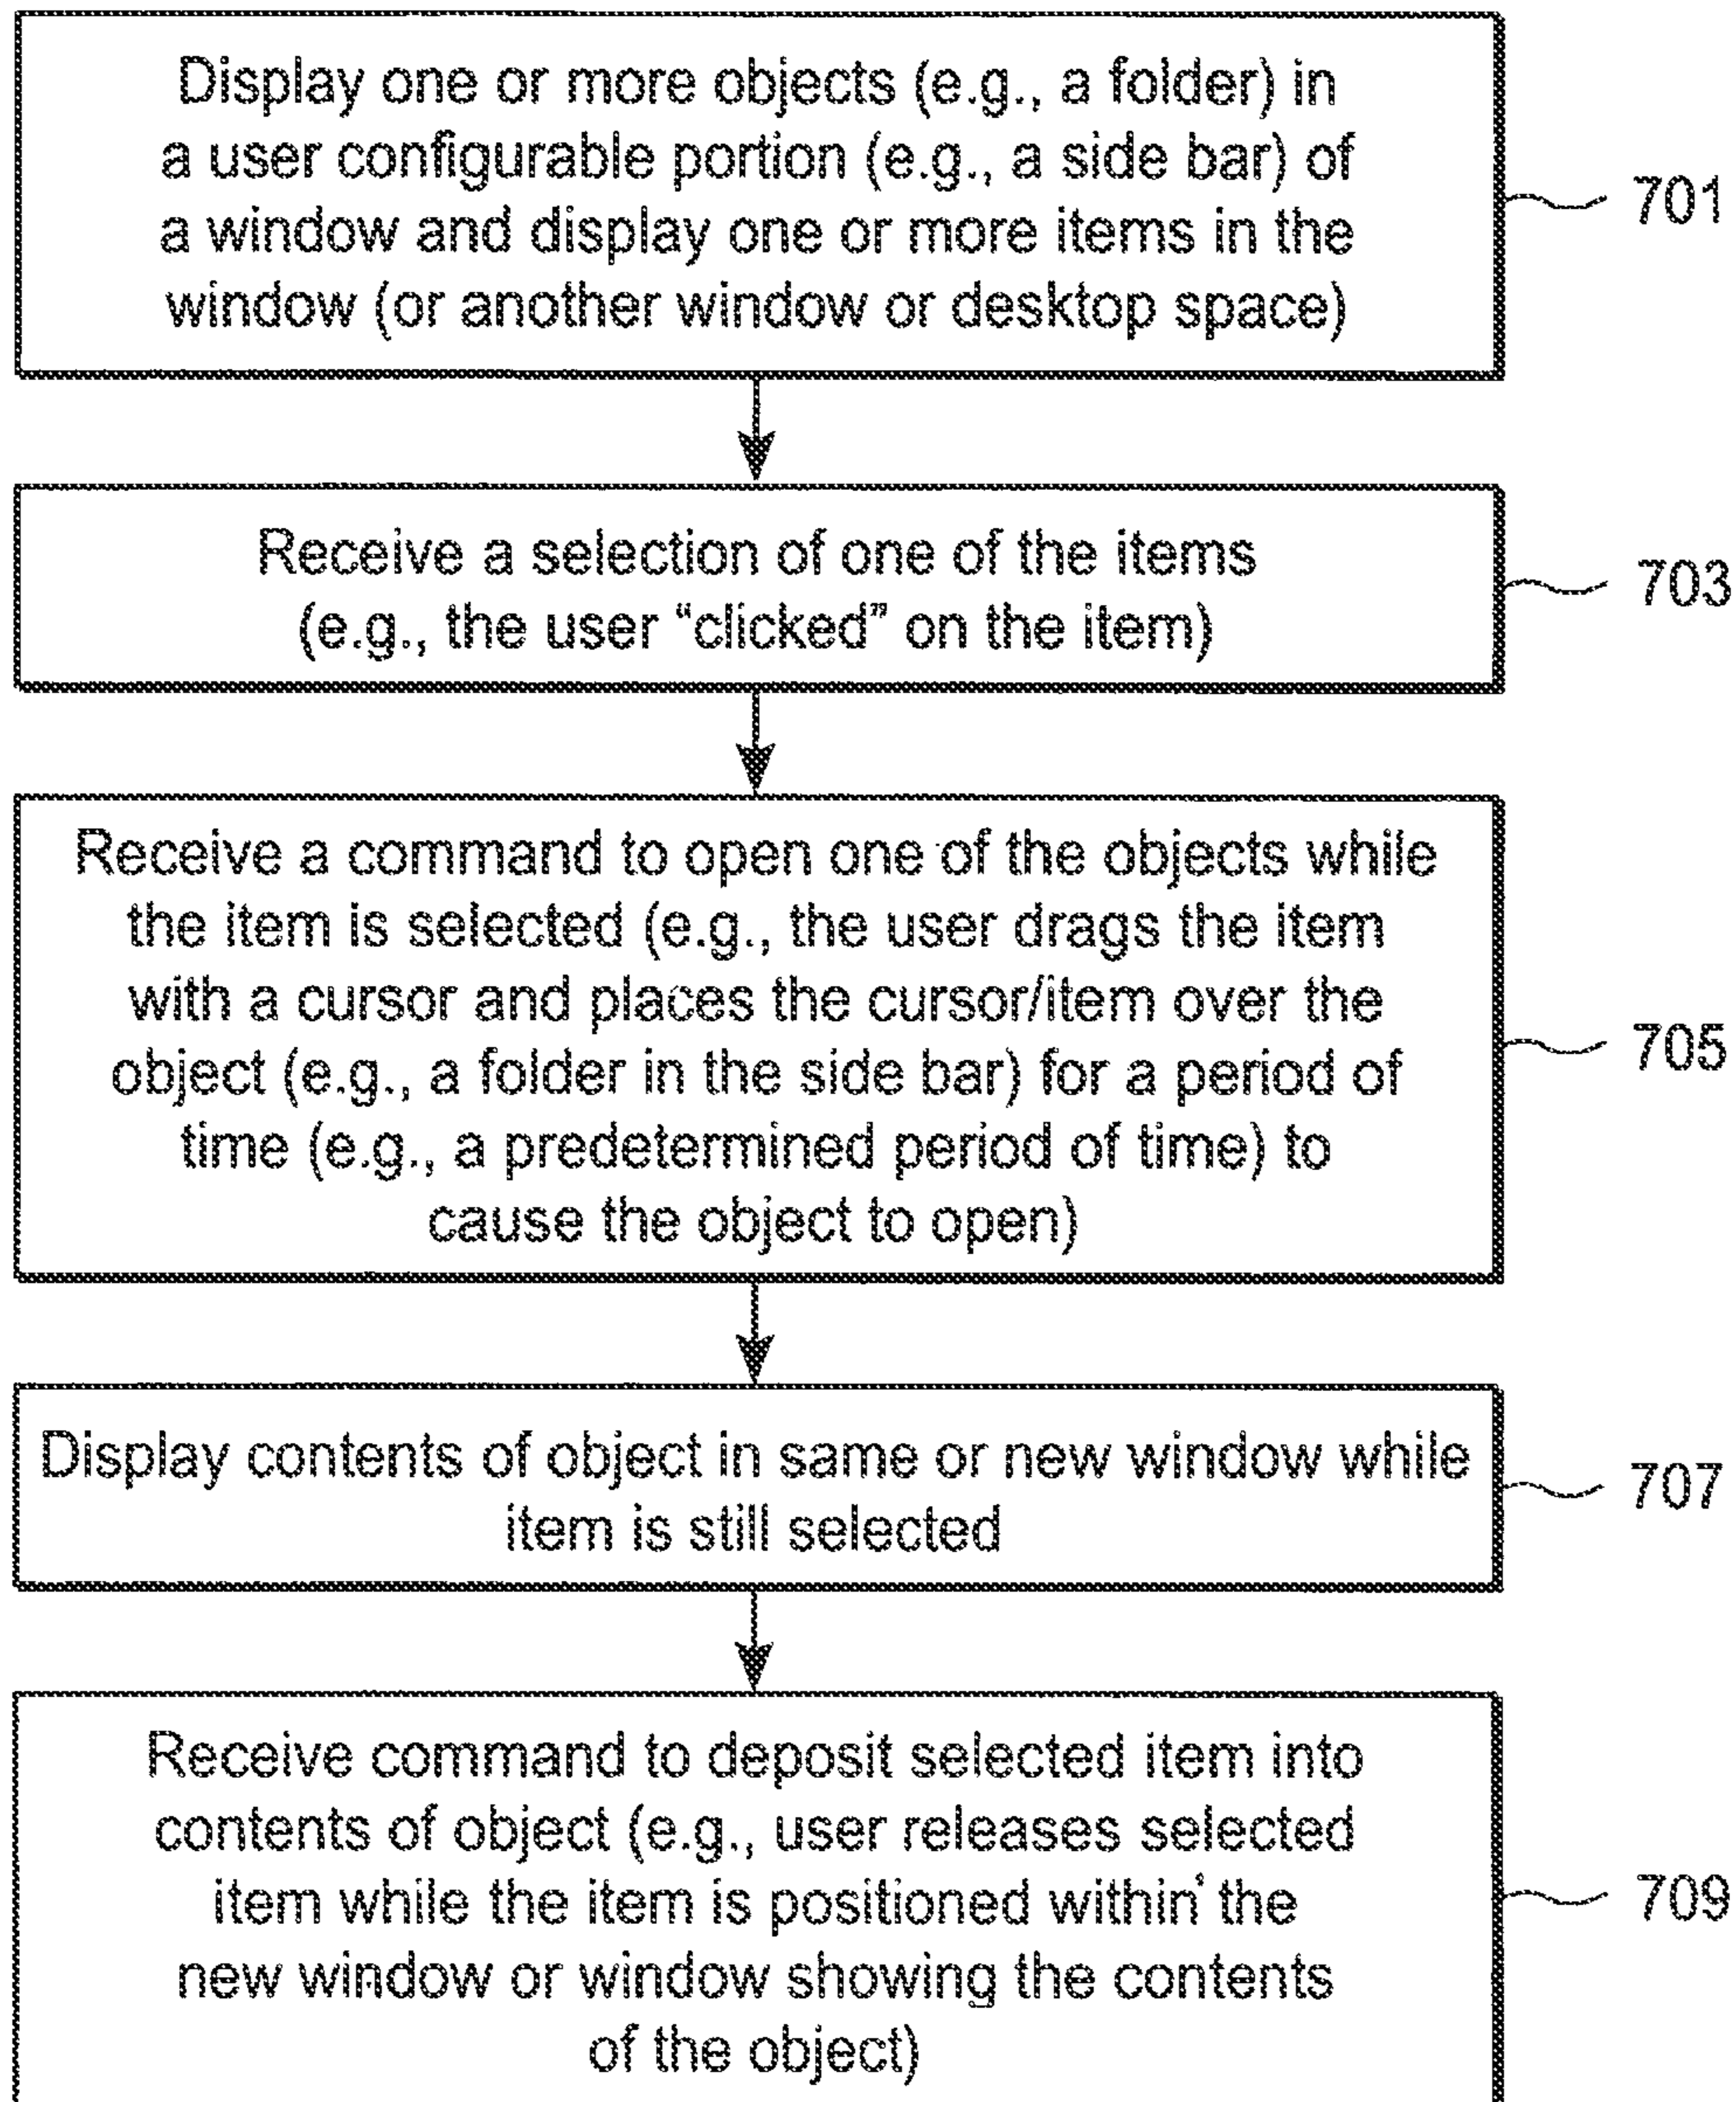 Display one or more objects (e.g., a folder) in
a user configurable portion (e.g., a side bar) of
a window and display one or more items in the
window (or another window or desktop space)
701
Receive a selection of one of the items
(e.g., the user “clicked” on the item)
703
Receive a command to open one of the objects while
the item is selected (e.g., the user drags the item
with a cursor and places the cursor/item over the
object (e.g., a folder in the side bar) for a period of
time (e.g., a predetermined period of time) to
cause the object to open)
705
Display contents of object in same or new window while
item is still selected
707
Receive command to deposit selected item into
contents of object (e.g., user releases selected
item while the item is positioned within the
new window or window showing the contents
of the object)
709